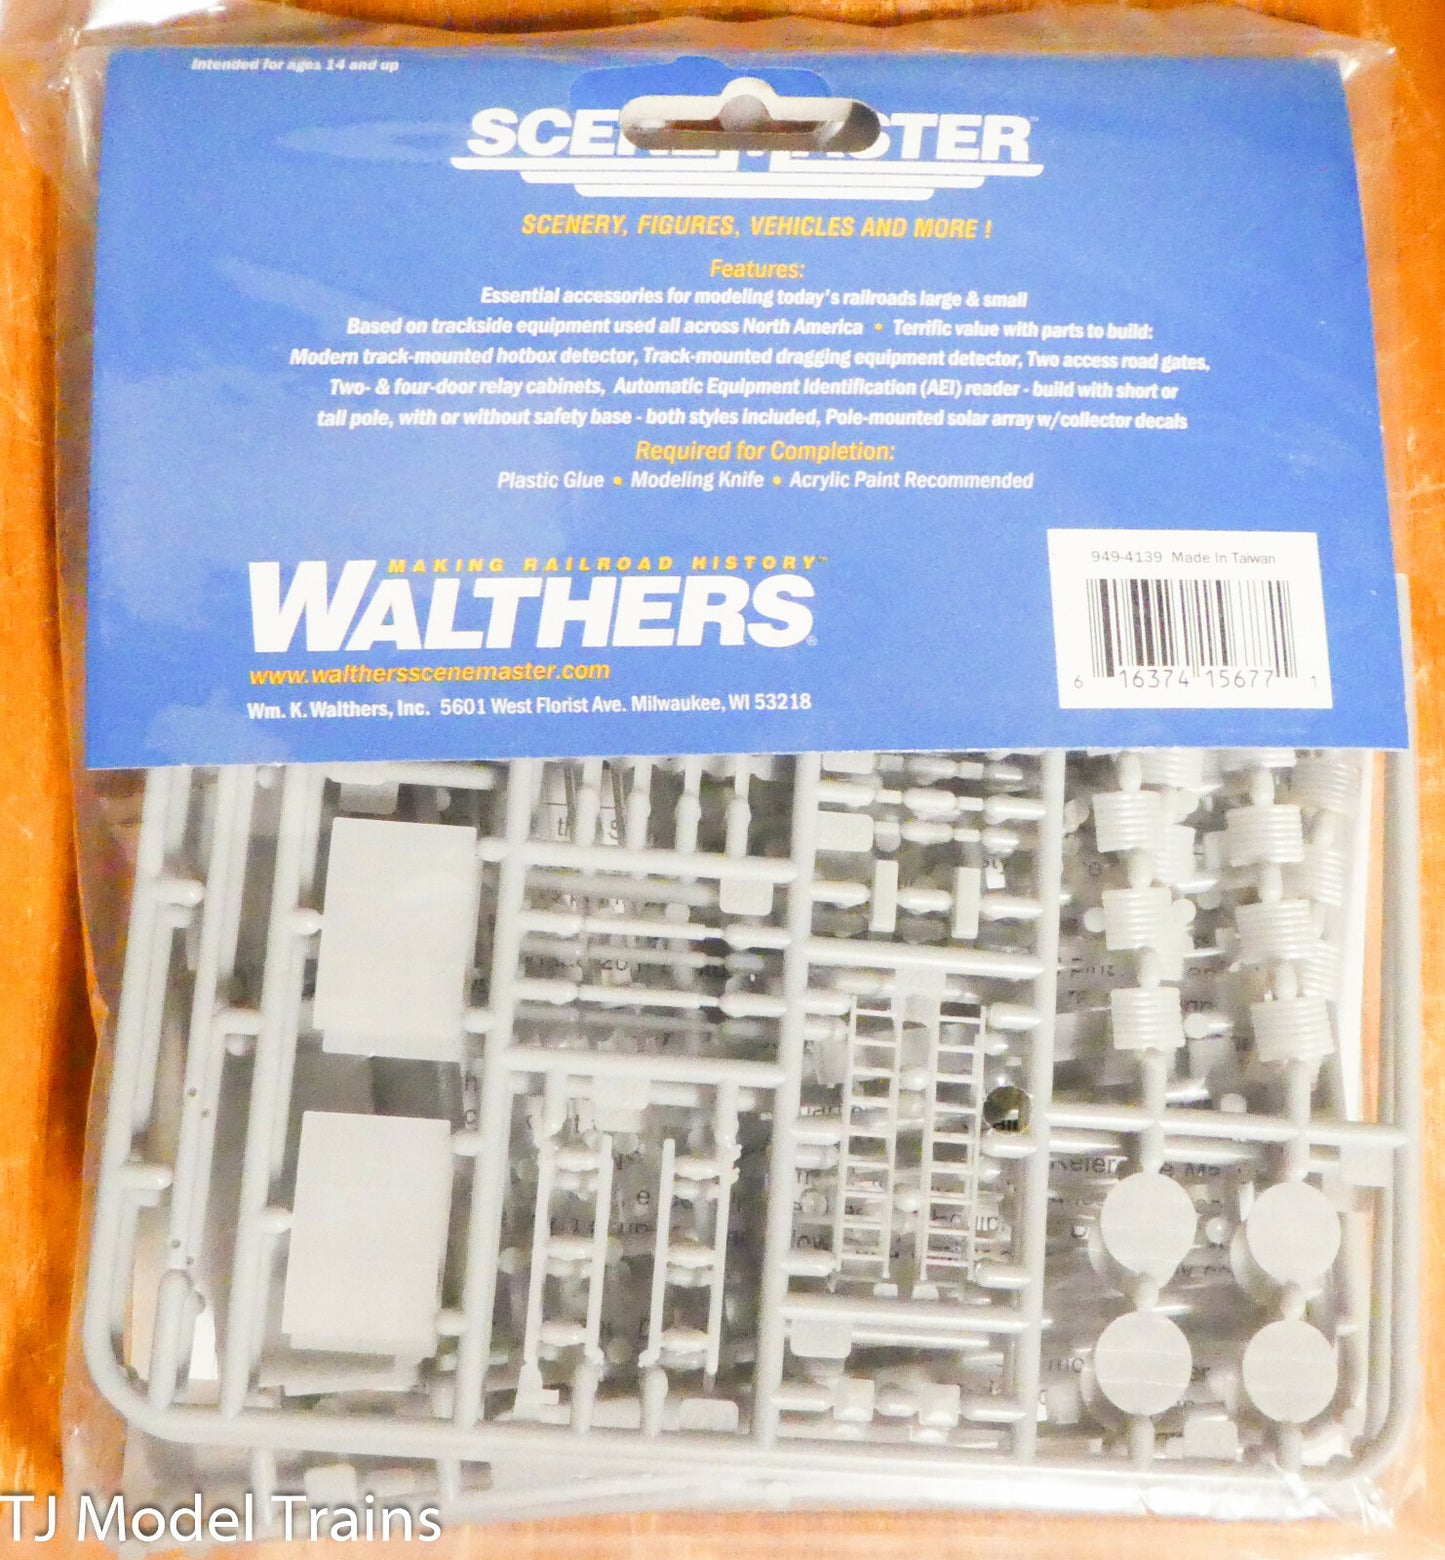 Intended for ages 14 and up
SCENEMASTER
SCENERY, FIGURES, VEHICLES AND MORE !
Features:
Essential accessories for modeling today's railroads large & small
Based on trackside equipment used all across North America • Terrific value with parts to build:
Modern track-mounted hotbox detector, Track-mounted dragging equipment detector, Two access road gates,
Two- & four-door relay cabinets, Automatic Equipment Identification (AEI) reader - build with short or
tall pole, with or without safety base - both styles included, Pole-mounted solar array w/collector decals
Required for Completion:
Plastic Glue • Modeling Knife • Acrylic Paint Recommended
MAKING RAILROAD HISTORY™
WALTHERS®
www.walthersscenemaster.com
Wm. K. Walthers, Inc. 5601 West Florist Ave. Milwaukee, WI 53218
949-4139 Made In Taiwan
6 16374 15677 1
TJ Model Trains